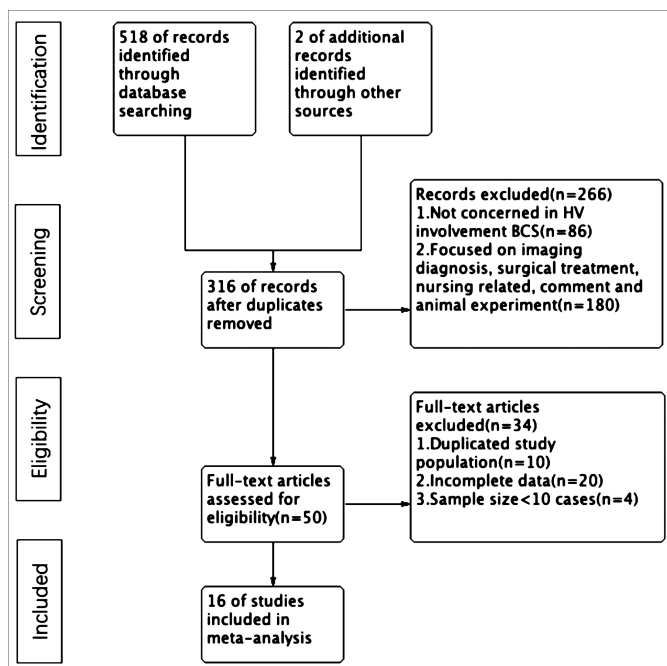 Identification
518 of records
identified
through
database
searching
2 of additional
records
identified
through other
sources
Screening
316 of records
after duplicates
removed
Records excluded(n=266)
1.Not concerned in HV
involvement BCS(n=86)
2.Focused on imaging
diagnosis, surgical treatment,
nursing related, comment and
animal experiment(n=180)
Eligibility
Full-text articles
assessed for
eligibility(n=50)
Full-text articles
excluded(n=34)
1.Duplicated study
population(n=10)
2.Incomplete data(n=20)
3.Sample size<10 cases(n=4)
Included
16 of studies
included in
meta-analysis